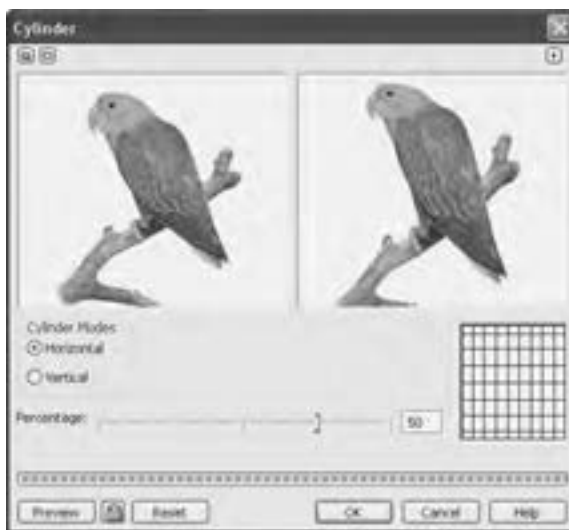 Cylinder
Cylinder Modes
Horizontal
Vertical
Percentage: 50
Preview Reset OK Cancel Help